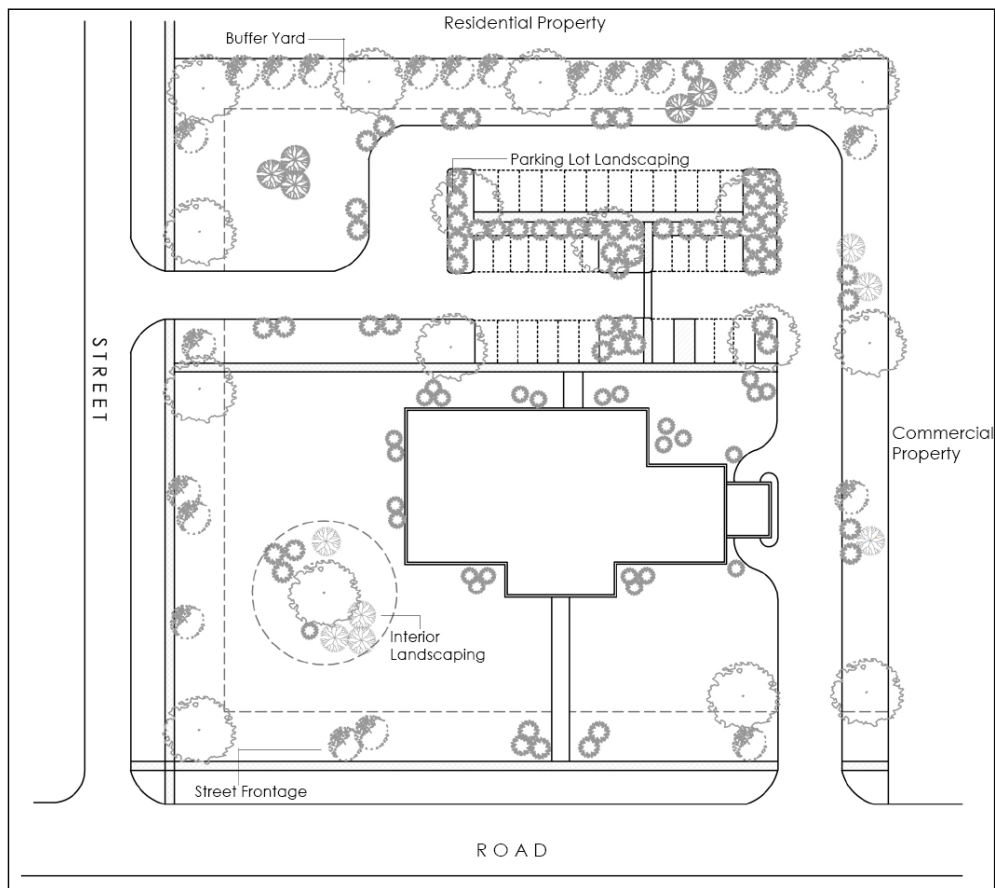 Residential Property
Buffer Yard
Parking Lot Landscaping
STREET
Commercial
Property
Interior
Landscaping
Street Frontage
ROAD